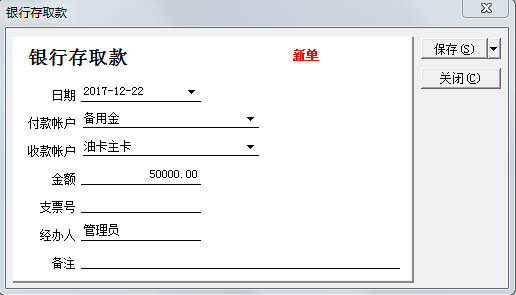 银行存取款
银行存取款 新单
保存(S)
关闭(C)
日期 2017-12-22
付款帐户 备用金
收款帐户 油卡主卡
金额 50000.00
支票号
经办人 管理员
备注